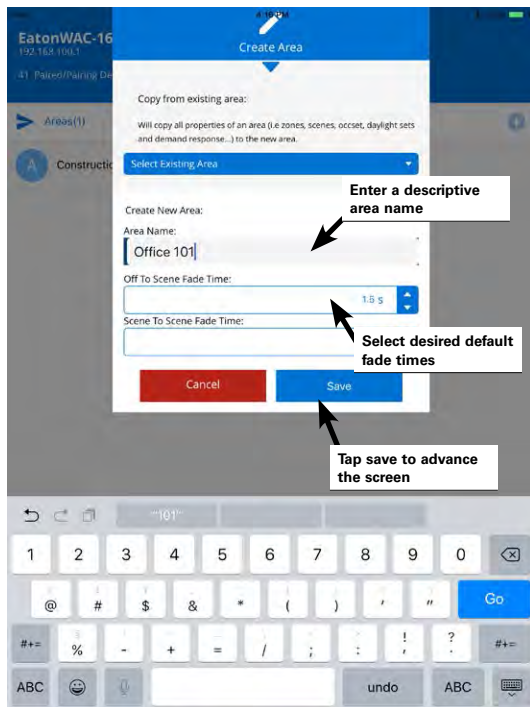 EatonWAC-16
192.168.100.1
41 Paired/Pairing De
Areas(1)
A Constructio
Create Area
Copy from existing area:
Will copy all properties of an area (i.e zones, scenes, occset, daylight sets
and demand response...) to the new area.
Select Existing Area
Enter a descriptive
area name
Create New Area:
Area Name:
Office 101
Off To Scene Fade Time:
1.5 s
Scene To Scene Fade Time:
Select desired default
fade times
Cancel
Save
Tap save to advance
the screen
"101"
1 2 3 4 5 6 7 8 9 0
@ # $ & * ( ) ' "
Go
#+= % - + = / ; : ! , ? . #+=
ABC undo ABC